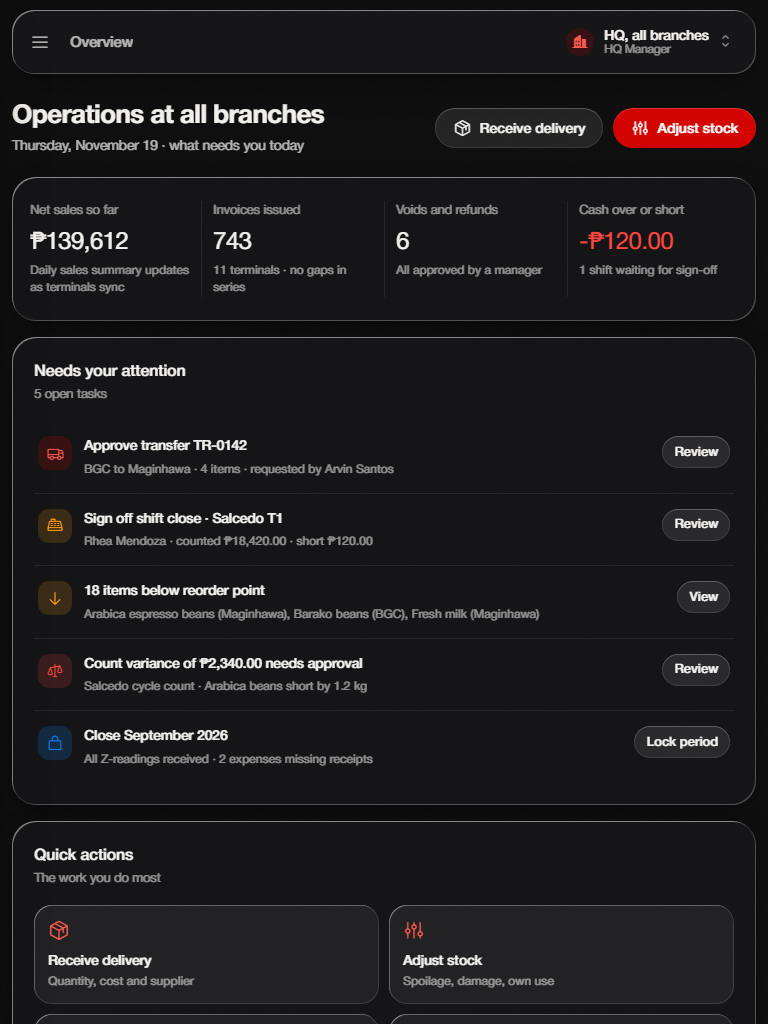 Overview
HQ, all branches
HQ Manager
Operations at all branches
Thursday, November 19 · what needs you today
Receive delivery
Adjust stock
Net sales so far
₱139,612
Daily sales summary updates
as terminals sync
Invoices issued
743
11 terminals · no gaps in
series
Voids and refunds
6
All approved by a manager
Cash over or short
-₱120.00
1 shift waiting for sign-off
Needs your attention
5 open tasks
Approve transfer TR-0142
BGC to Maginhawa · 4 items · requested by Arvin Santos
Review
Sign off shift close · Salcedo T1
Rhea Mendoza · counted ₱18,420.00 · short ₱120.00
Review
18 items below reorder point
Arabica espresso beans (Maginhawa), Barako beans (BGC), Fresh milk (Maginhawa)
View
Count variance of ₱2,340.00 needs approval
Salcedo cycle count · Arabica beans short by 1.2 kg
Review
Close September 2026
All Z-readings received · 2 expenses missing receipts
Lock period
Quick actions
The work you do most
Receive delivery
Quantity, cost and supplier
Adjust stock
Spoilage, damage, own use